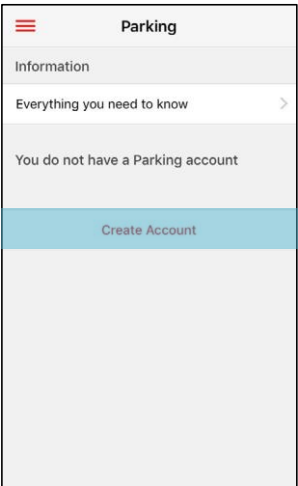 Parking
Information
Everything you need to know
You do not have a Parking account
Create Account